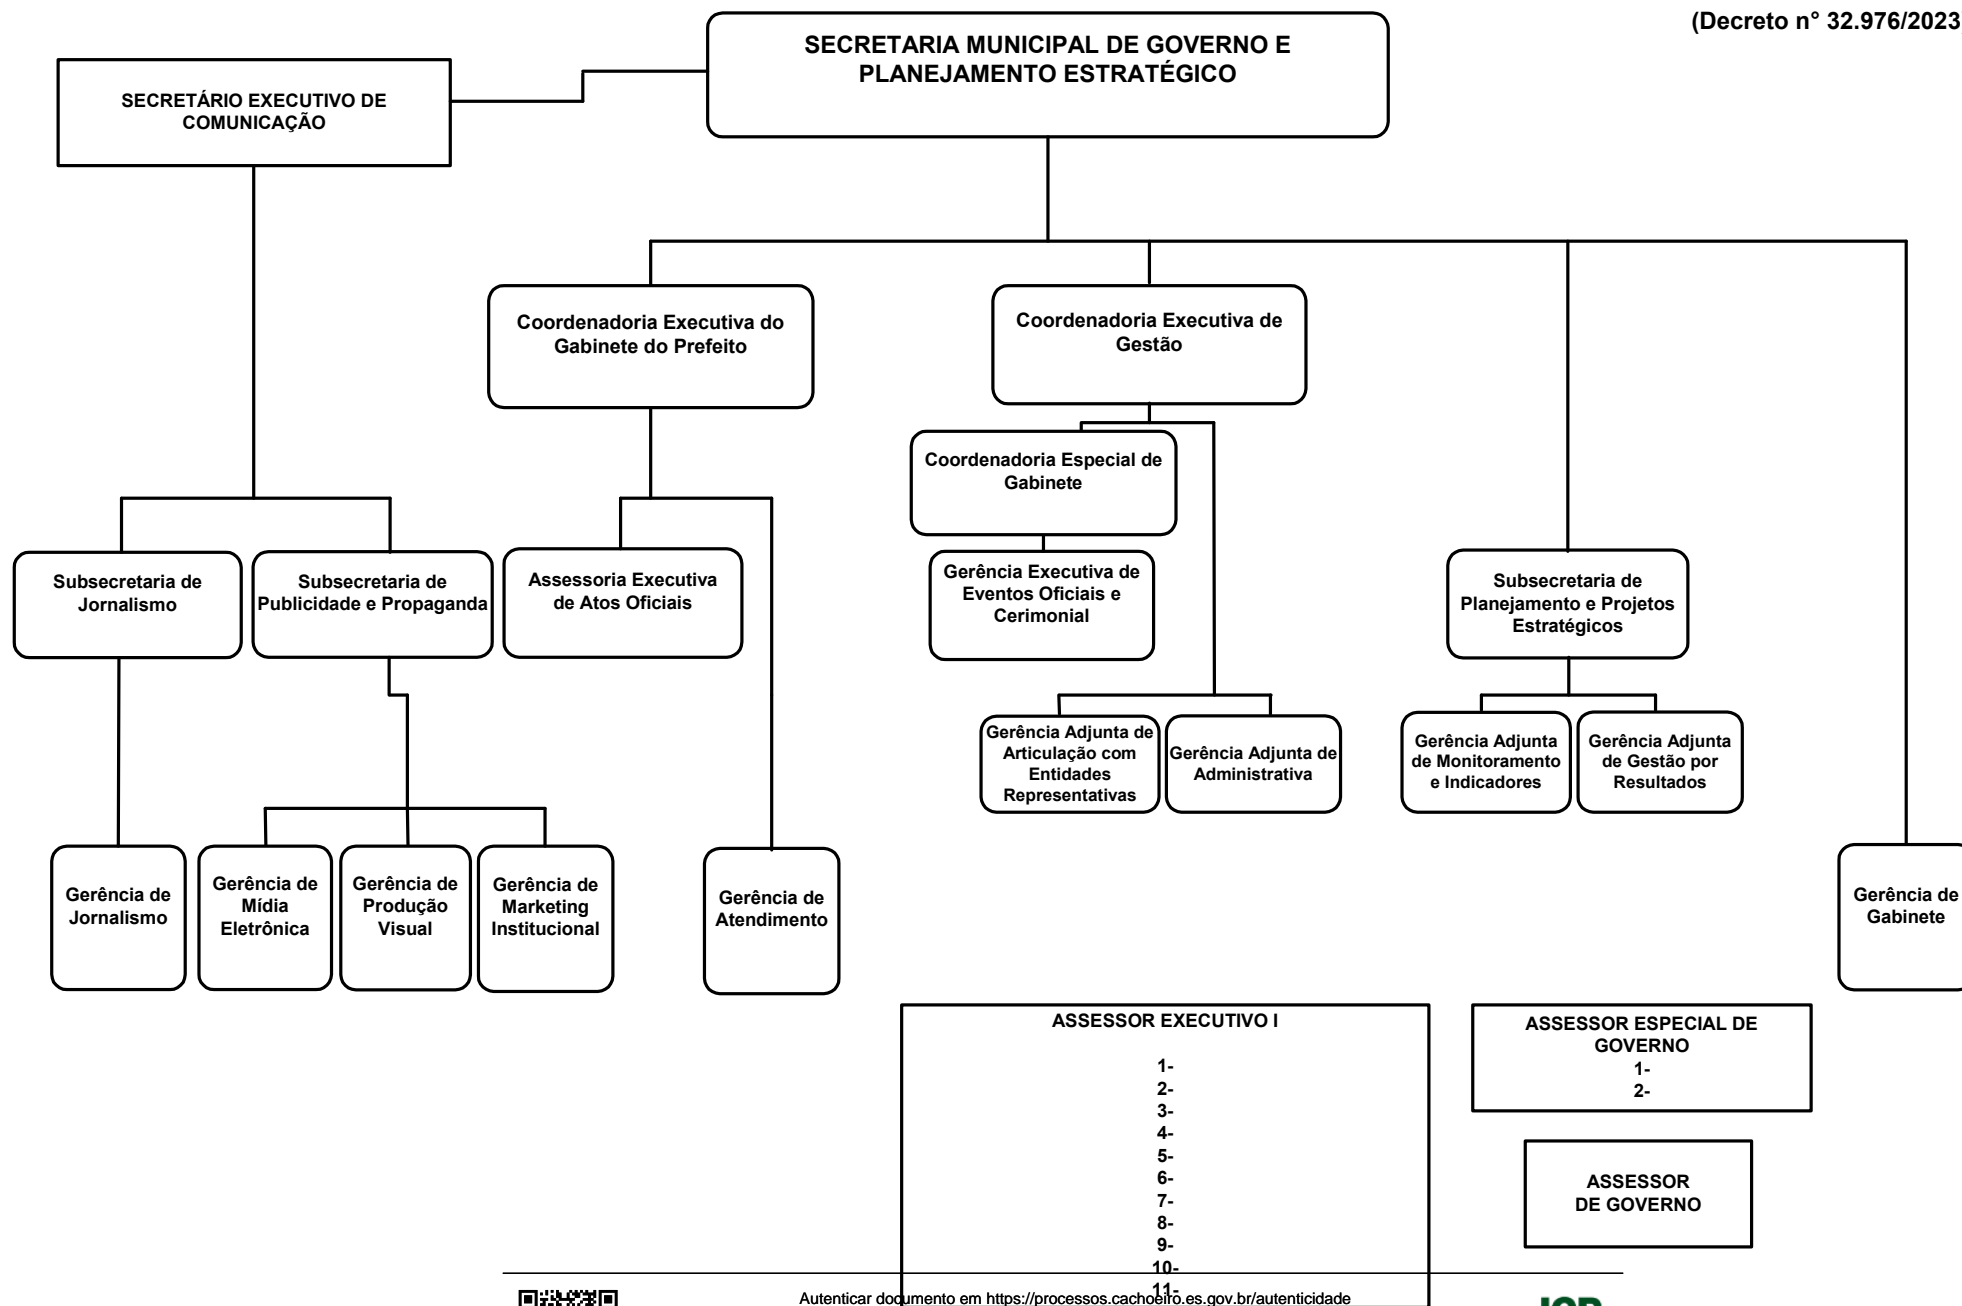 (Decreto n° 32.976/2023)
SECRETARIA MUNICIPAL DE GOVERNO E
PLANEJAMENTO ESTRATÉGICO
SECRETÁRIO EXECUTIVO DE
COMUNICAÇÃO
Coordenadoria Executiva do
Gabinete do Prefeito
Coordenadoria Executiva de
Gestão
Coordenadoria Especial de
Gabinete
Subsecretaria de
Jornalismo
Subsecretaria de
Publicidade e Propaganda
Assessoria Executiva
de Atos Oficiais
Gerência Executiva de
Eventos Oficiais e
Cerimonial
Subsecretaria de
Planejamento e Projetos
Estratégicos
Gerência Adjunta de
Articulação com
Entidades
Representativas
Gerência Adjunta de
Administrativa
Gerência Adjunta
de Monitoramento
e Indicadores
Gerência Adjunta
de Gestão por
Resultados
Gerência de
Jornalismo
Gerência de
Mídia
Eletrônica
Gerência de
Produção
Visual
Gerência de
Marketing
Institucional
Gerência de
Atendimento
Gerência de
Gabinete
ASSESSOR EXECUTIVO I
1-
2-
3-
4-
5-
6-
7-
8-
9-
10-
11-
ASSESSOR ESPECIAL DE
GOVERNO
1-
2-
ASSESSOR
DE GOVERNO
Autenticar documento em https://processos.cachoeiro.es.gov.br/autenticidade